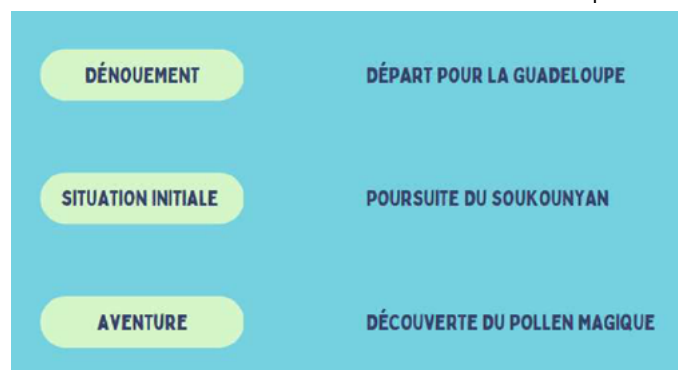 DÉNOUEMENT DÉPART POUR LA GUADELOUPE
SITUATION INITIALE POURSUITE DU SOUKOUNYAN
AVENTURE DÉCOUVERTE DU POLLEN MAGIQUE